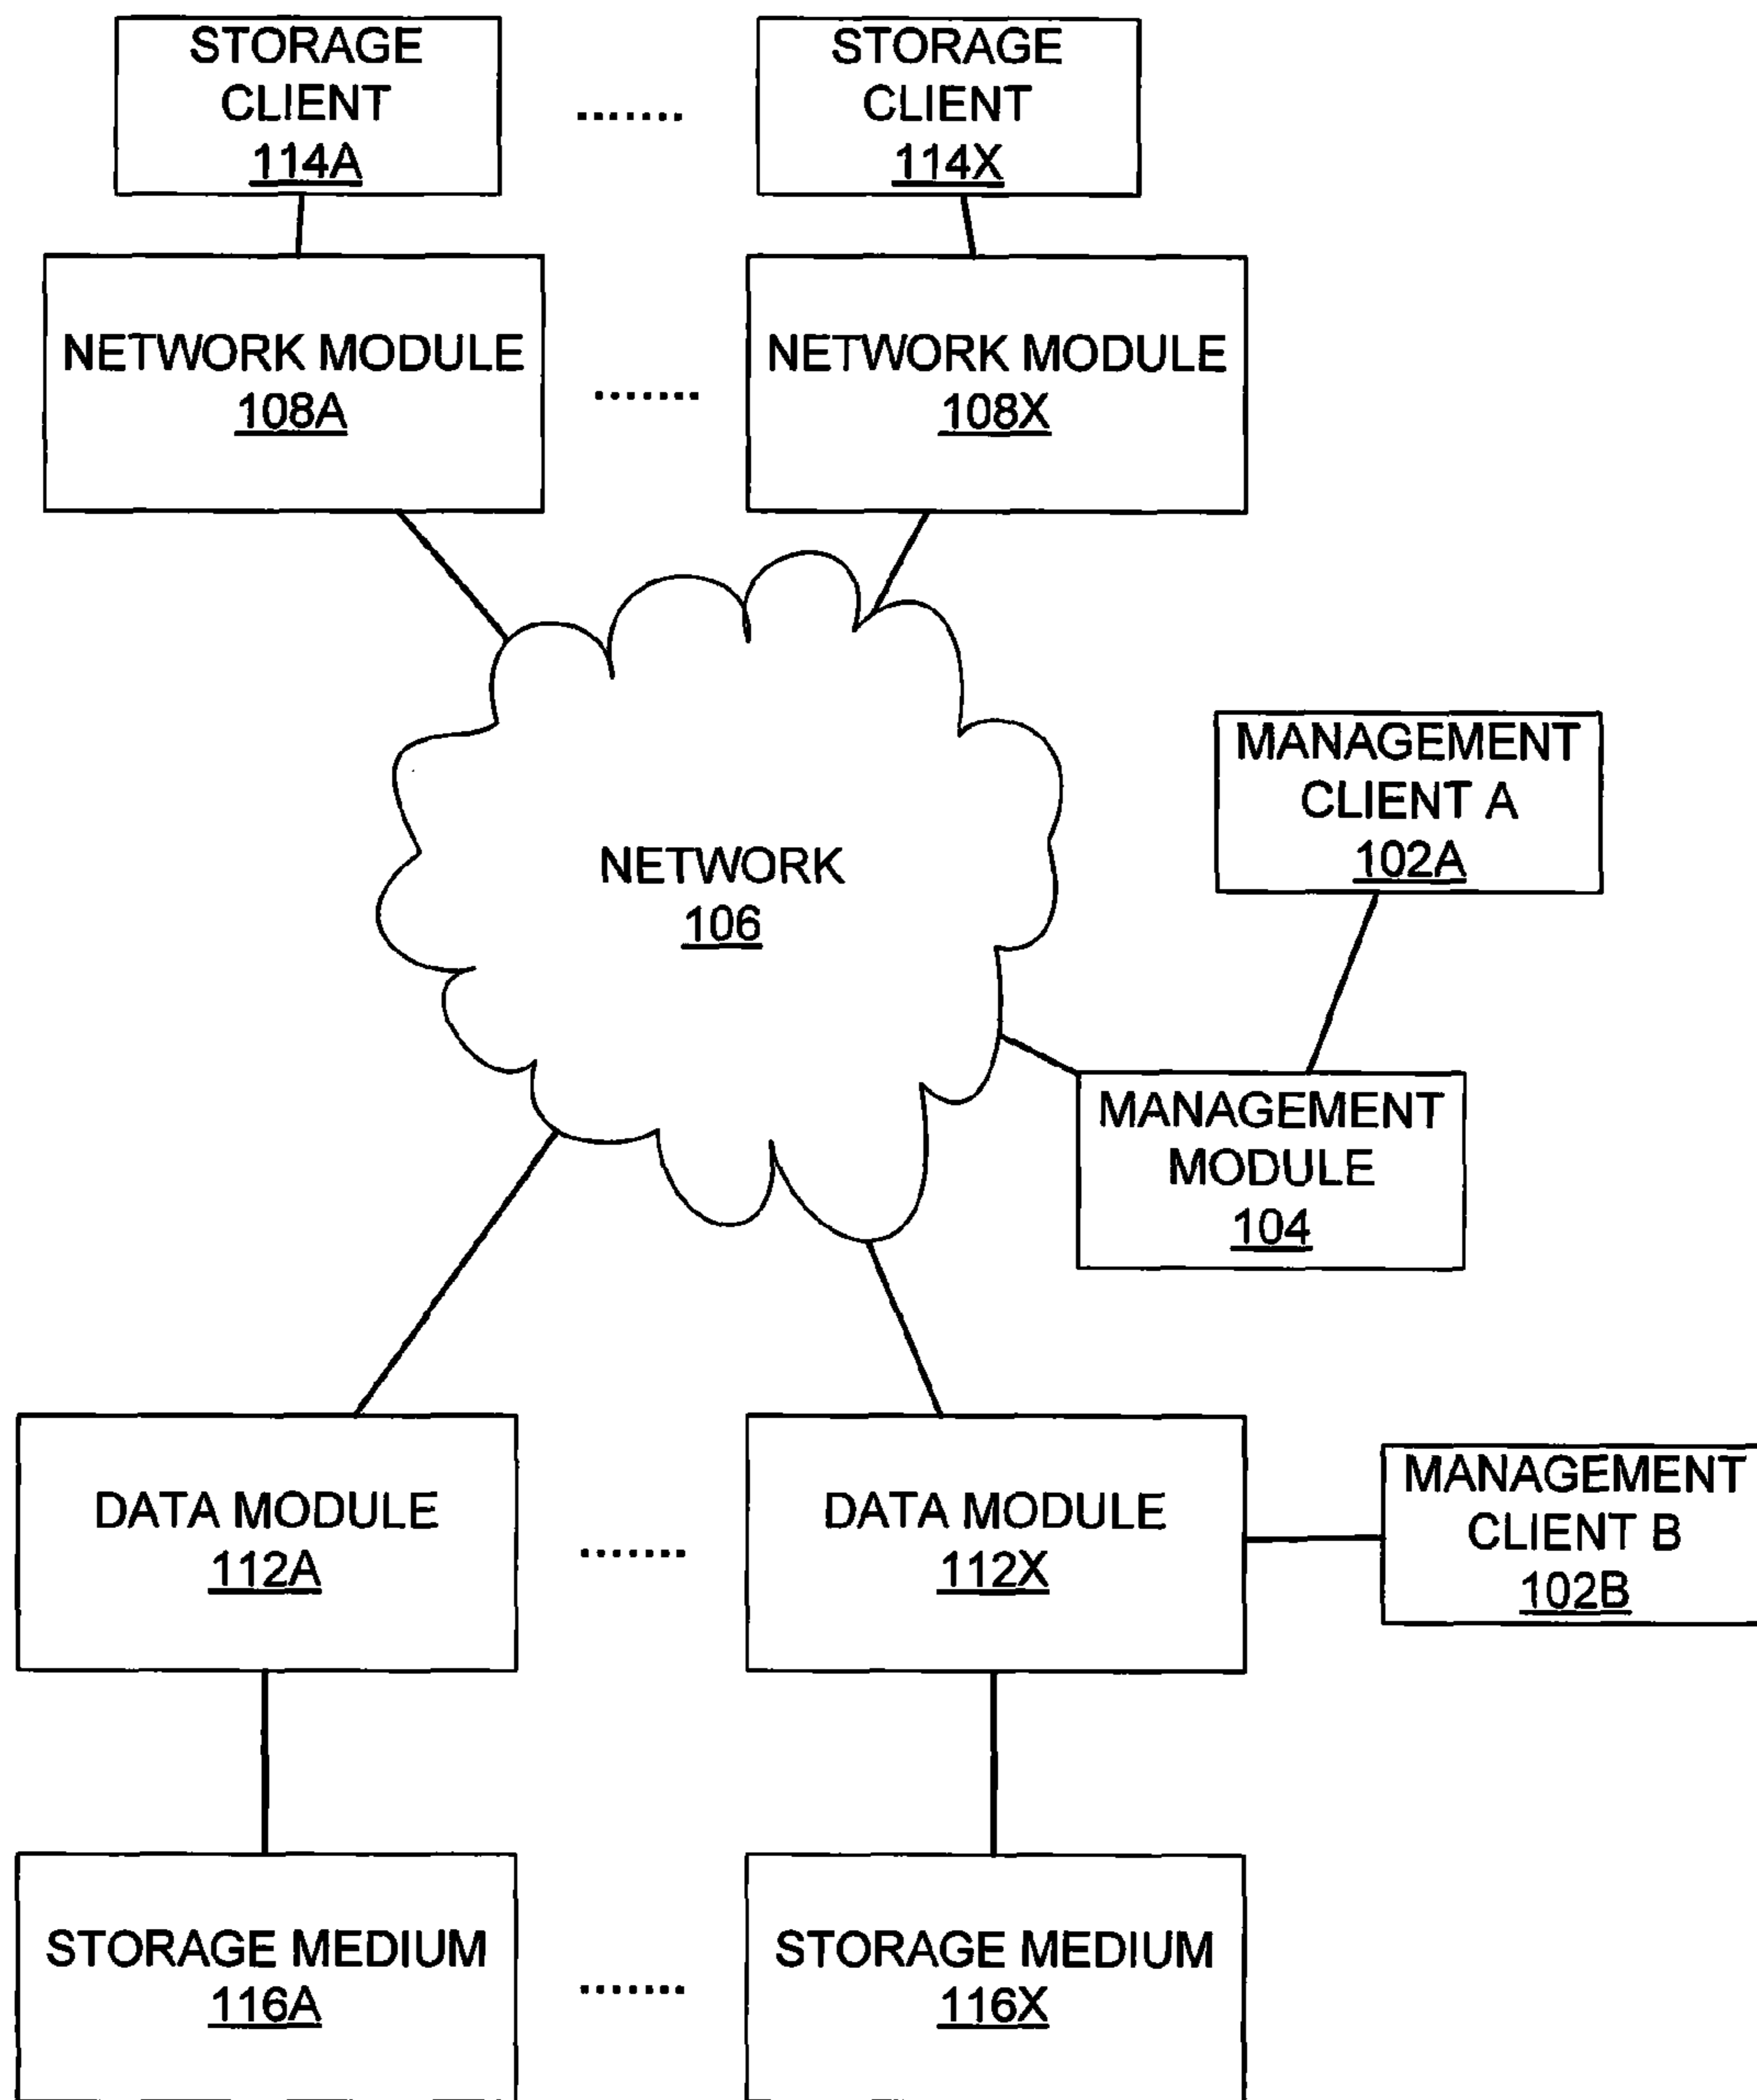 STORAGE
CLIENT
114A
.......
STORAGE
CLIENT
114X
NETWORK MODULE
108A
.......
NETWORK MODULE
108X
NETWORK
106
MANAGEMENT
CLIENT A
102A
MANAGEMENT
MODULE
104
DATA MODULE
112A
.......
DATA MODULE
112X
MANAGEMENT
CLIENT B
102B
STORAGE MEDIUM
116A
.......
STORAGE MEDIUM
116X